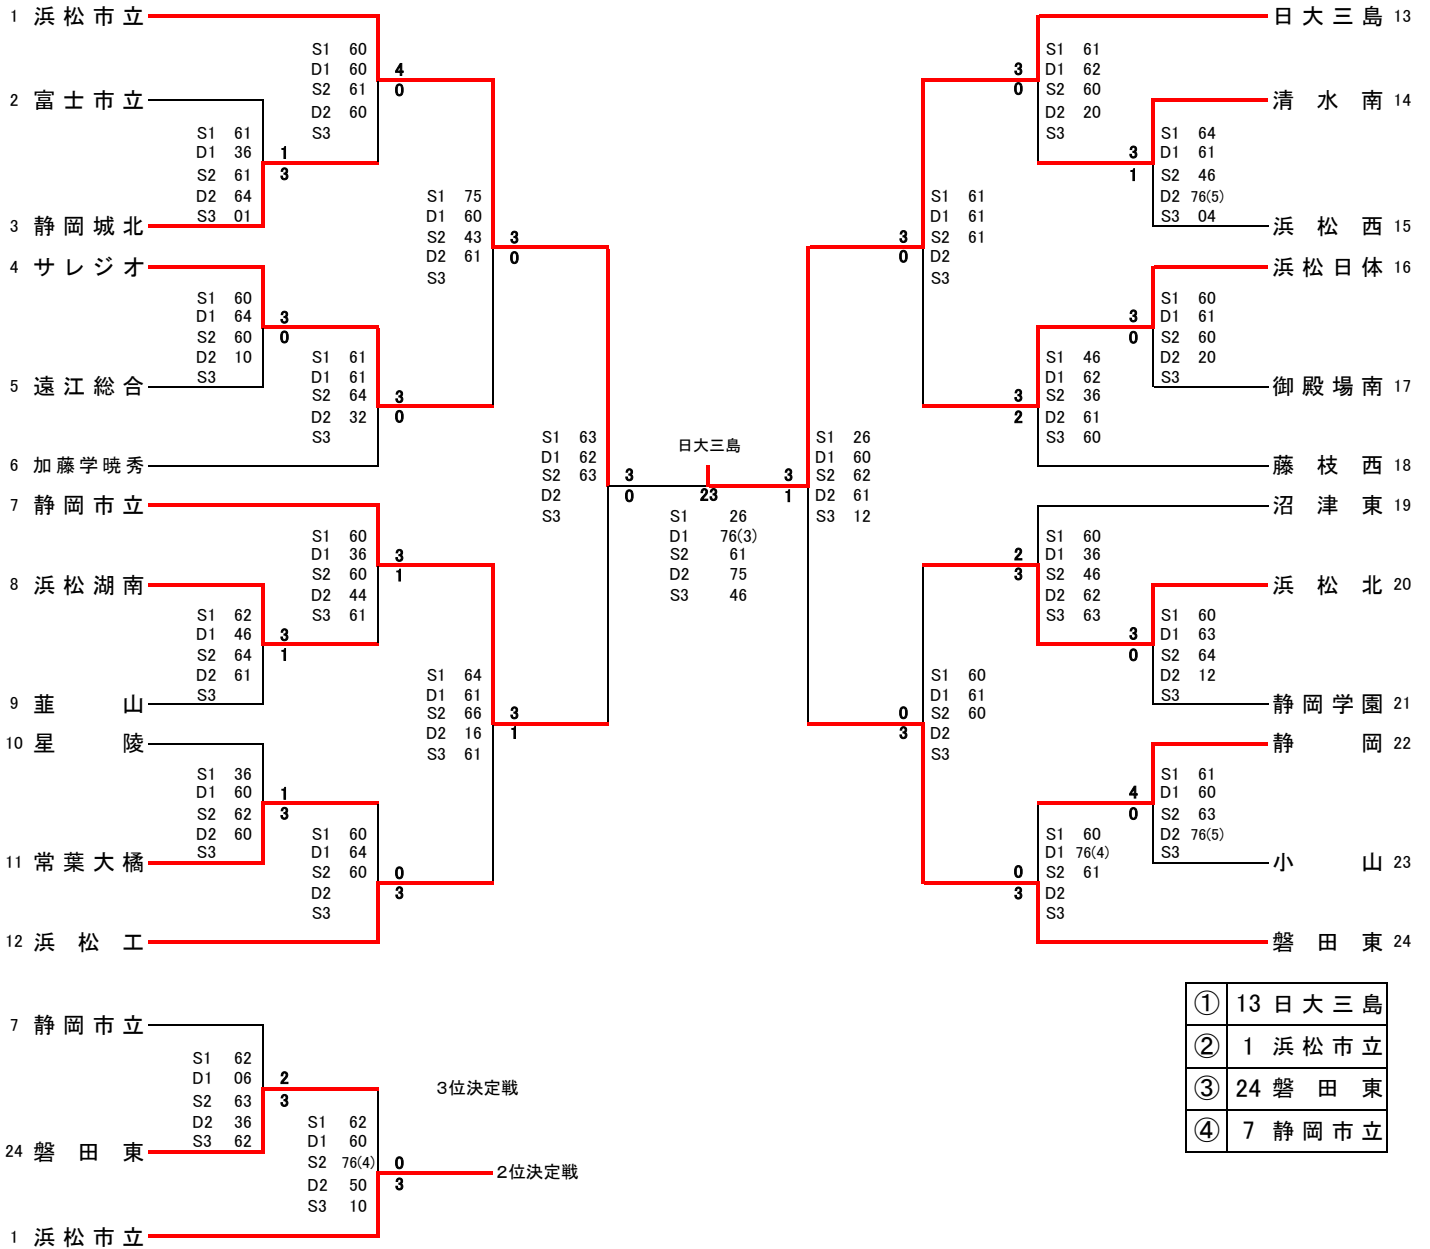 1 浜松市立
S1 60
D1 60
S2 61
D2 60
S3
4
0
2 富士市立
S1 61
D1 36
S2 61
D2 64
S3 01
1
3
3 静岡城北
S1 75
D1 60
S2 43
D2 61
S3
3
0
4 サレジオ
S1 60
D1 64
S2 60
D2 10
S3
3
0
5 遠江総合
S1 61
D1 61
S2 64
D2 32
S3
3
0
6 加藤学暁秀
S1 63
D1 62
S2 63
D2
S3
3
0
7 静岡市立
S1 60
D1 36
S2 60
D2 44
S3 61
3
1
8 浜松湖南
S1 62
D1 46
S2 64
D2 61
S3
3
1
9 韮山
S1 64
D1 61
S2 66
D2 16
S3 61
3
1
10 星陵
S1 36
D1 60
S2 62
D2 60
S3
1
3
11 常葉大橘
S1 60
D1 64
S2 60
D2
S3
0
3
12 浜松工
日大三島
23
S1 26
D1 76(3)
S2 61
D2 75
S3 46
日大三島 13
3
0
S1 61
D1 62
S2 60
D2 20
S3
清水南 14
3
1
S1 64
D1 61
S2 46
D2 76(5)
S3 04
浜松西 15
3
0
S1 61
D1 61
S2 61
D2
S3
浜松日体 16
3
0
S1 60
D1 61
S2 60
D2 20
S3
御殿場南 17
3
2
S1 46
D1 62
S2 36
D2 61
S3 60
藤枝西 18
3
1
S1 26
D1 60
S2 62
D2 61
S3 12
沼津東 19
2
3
S1 60
D1 36
S2 46
D2 62
S3 63
浜松北 20
3
0
S1 60
D1 63
S2 64
D2 12
S3
静岡学園 21
0
3
S1 60
D1 61
S2 60
D2
S3
静岡 22
4
0
S1 61
D1 60
S2 63
D2 76(5)
S3
小山 23
0
3
S1 60
D1 76(4)
S2 61
D2
S3
磐田東 24
7 静岡市立
S1 62
D1 06
S2 63
D2 36
S3 62
2
3
3位決定戦
24 磐田東
S1 62
D1 60
S2 76(4)
D2 50
S3 10
0
3
2位決定戦
1 浜松市立
① 13 日大三島
② 1 浜松市立
③ 24 磐田東
④ 7 静岡市立